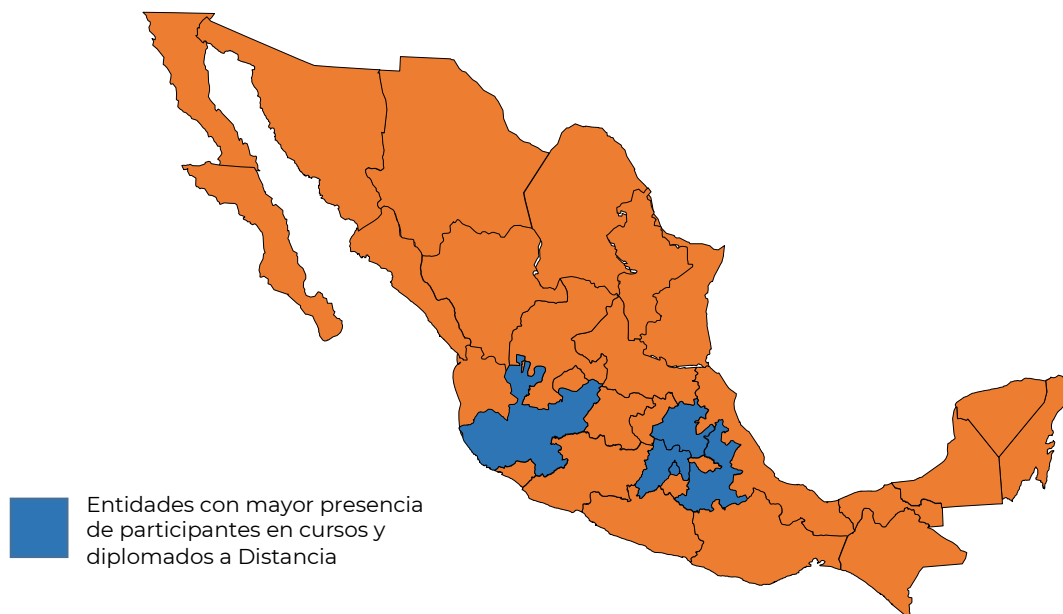 Entidades con mayor presencia
de participantes en cursos y
diplomados a Distancia